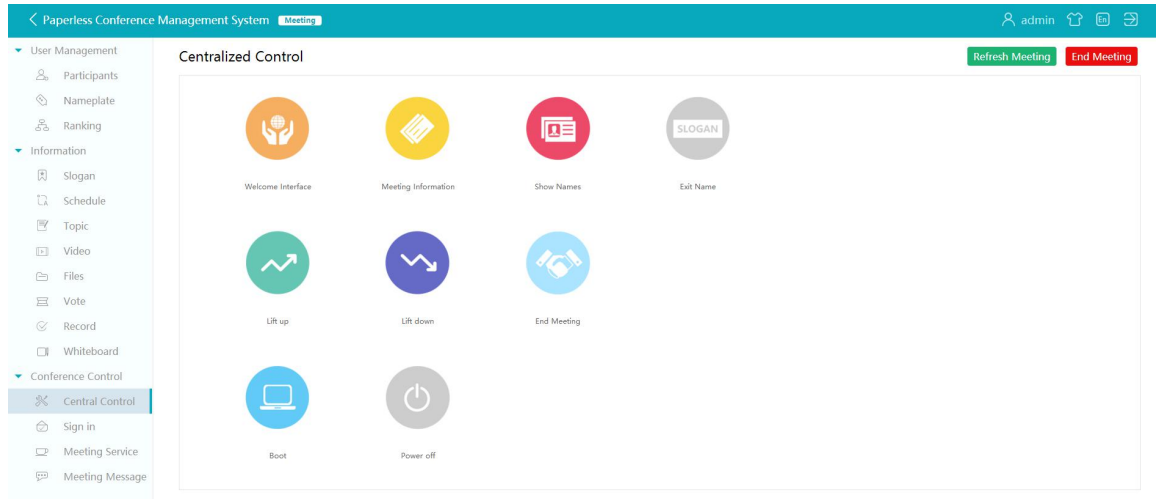 Paperless Conference Management System Meeting admin En
User Management
Participants
Nameplate
Ranking
Information
Slogan
Schedule
Topic
Video
Files
Vote
Record
Whiteboard
Conference Control
Central Control
Sign in
Meeting Service
Meeting Message
Centralized Control Refresh Meeting End Meeting
SLOGAN
Welcome Interface Meeting Information Show Names Exit Name
Lift up Lift down End Meeting
Boot Power off